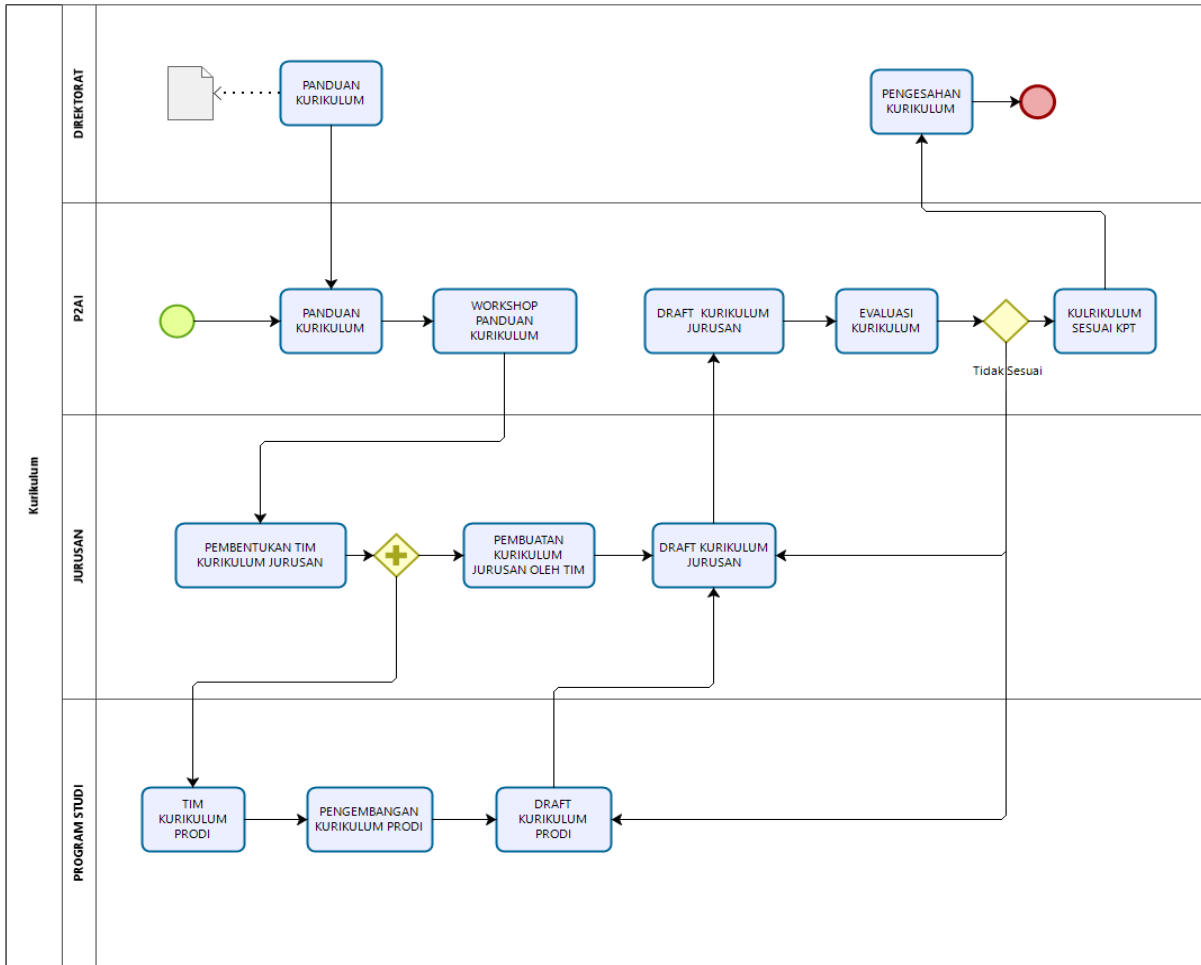 Kurikulum
DIREKTORAT
PANDUAN
KURIKULUM
PENGESAHAN
KURIKULUM
P2AI
PANDUAN
KURIKULUM
WORKSHOP
PANDUAN
KURIKULUM
DRAFT KURIKULUM
JURUSAN
EVALUASI
KURIKULUM
Tidak Sesuai
KULRIKULUM
SESUAI KPT
JURUSAN
PEMBENTUKAN TIM
KURIKULUM JURUSAN
PEMBUATAN
KURIKULUM
JURUSAN OLEH TIM
DRAFT KURIKULUM
JURUSAN
PROGRAM STUDI
TIM
KURIKULUM
PRODI
PENGEMBANGAN
KURIKULUM PRODI
DRAFT
KURIKULUM
PRODI